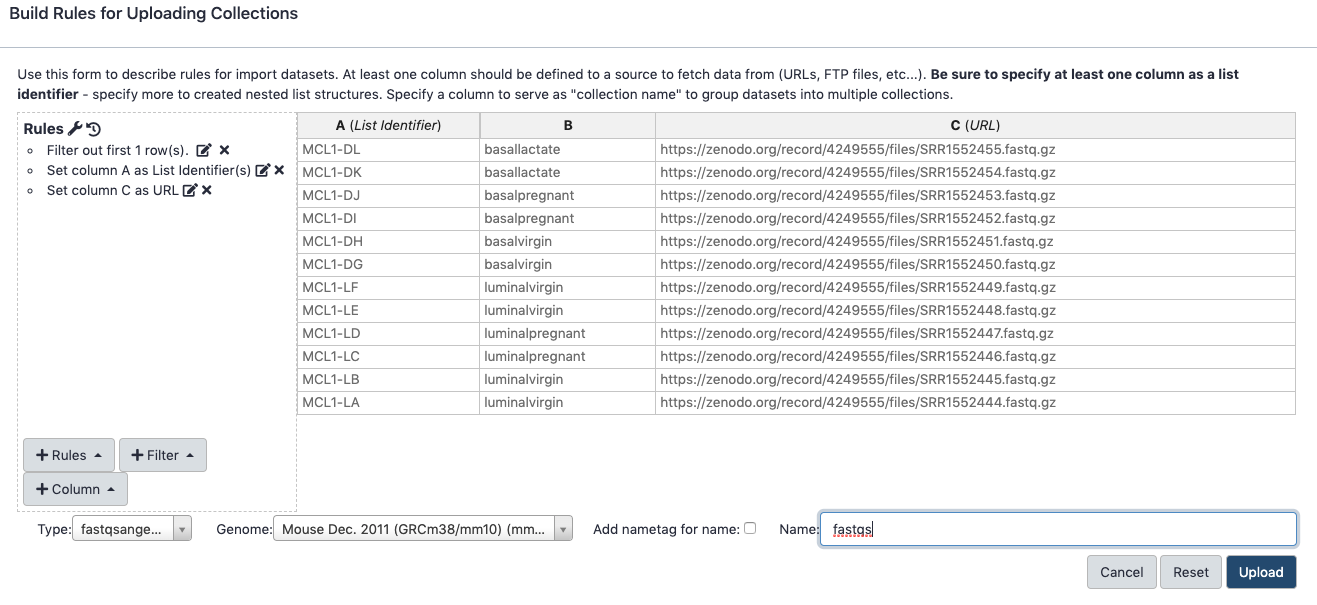 Build Rules for Uploading Collections
Use this form to describe rules for import datasets. At least one column should be defined to a source to fetch data from (URLs, FTP files, etc...). Be sure to specify at least one column as a list
identifier - specify more to created nested list structures. Specify a column to serve as "collection name" to group datasets into multiple collections.
Rules
Filter out first 1 row(s).
Set column A as List Identifier(s)
Set column C as URL
+ Rules
+ Filter
+ Column
A (List Identifier) B C (URL)
MCL1-DL basallactate https://zenodo.org/record/4249555/files/SRR1552455.fastq.gz
MCL1-DK basallactate https://zenodo.org/record/4249555/files/SRR1552454.fastq.gz
MCL1-DJ basalpregnant https://zenodo.org/record/4249555/files/SRR1552453.fastq.gz
MCL1-DI basalpregnant https://zenodo.org/record/4249555/files/SRR1552452.fastq.gz
MCL1-DH basalvirgin https://zenodo.org/record/4249555/files/SRR1552451.fastq.gz
MCL1-DG basalvirgin https://zenodo.org/record/4249555/files/SRR1552450.fastq.gz
MCL1-LF luminalvirgin https://zenodo.org/record/4249555/files/SRR1552449.fastq.gz
MCL1-LE luminalvirgin https://zenodo.org/record/4249555/files/SRR1552448.fastq.gz
MCL1-LD luminalpregnant https://zenodo.org/record/4249555/files/SRR1552447.fastq.gz
MCL1-LC luminalpregnant https://zenodo.org/record/4249555/files/SRR1552446.fastq.gz
MCL1-LB luminalvirgin https://zenodo.org/record/4249555/files/SRR1552445.fastq.gz
MCL1-LA luminalvirgin https://zenodo.org/record/4249555/files/SRR1552444.fastq.gz
Type: fastqsange... Genome: Mouse Dec. 2011 (GRCm38/mm10) (mm... Add nametag for name: Name: fastqs
Cancel Reset Upload